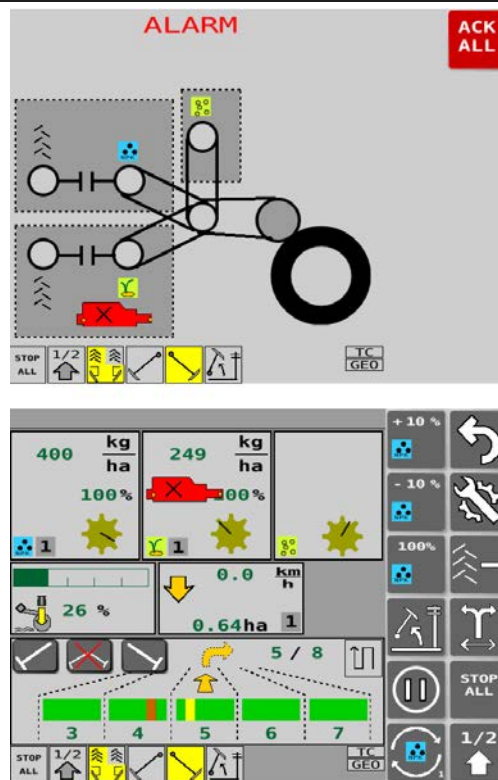 ALARM
ACK
ALL
STOP
ALL
1/2
TC
GEO
400 kg
ha
100%
1
249 kg
ha
00%
1
+10 %
- 10 %
100%
26 %
0.0 km
h
0.64ha 1
5 / 8
3 4 5 6 7
STOP
ALL
1/2
TC
GEO
STOP
ALL
1
1/2